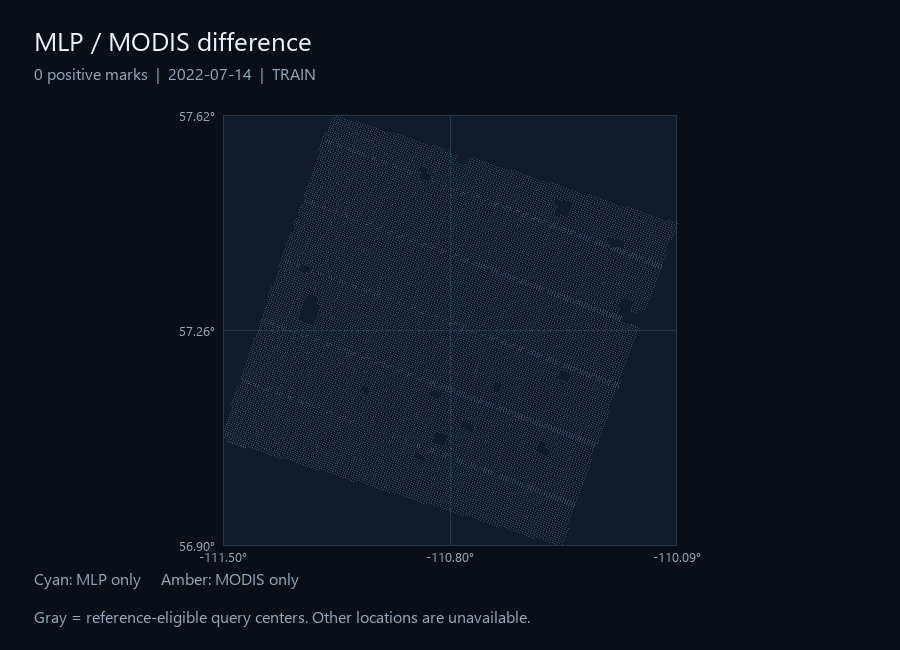 MLP / MODIS difference
0 positive marks | 2022-07-14 | TRAIN
57.62°
57.26°
56.90°
-111.50° -110.80° -110.09°
Cyan: MLP only Amber: MODIS only
Gray = reference-eligible query centers. Other locations are unavailable.